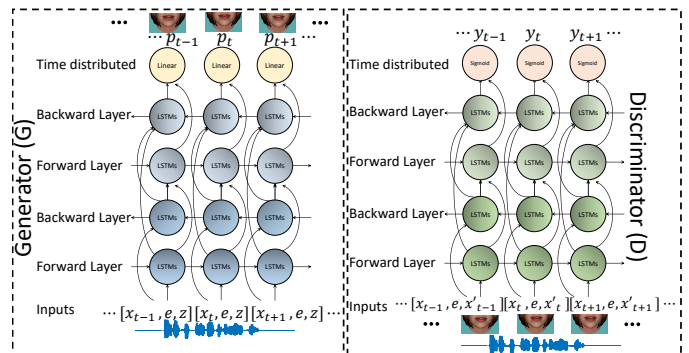 Generator (G)
••• ••• 
⋯ p_{t-1} p_t p_{t+1} ⋯
Time distributed Linear Linear Linear
Backward Layer LSTMs LSTMs LSTMs
Forward Layer LSTMs LSTMs LSTMs
Backward Layer LSTMs LSTMs LSTMs
Forward Layer LSTMs LSTMs LSTMs
Inputs ⋯ [x_{t-1}, e, z] [x_t, e, z] [x_{t+1}, e, z] ⋯
Discriminator (D)
⋯ y_{t-1} y_t y_{t+1} ⋯
Time distributed Sigmoid Sigmoid Sigmoid
Backward Layer LSTMs LSTMs LSTMs
Forward Layer LSTMs LSTMs LSTMs
Backward Layer LSTMs LSTMs LSTMs
Forward Layer LSTMs LSTMs LSTMs
Inputs ⋯ [x_{t-1}, e, x'_{t-1}][x_t, e, x'_t ][x_{t+1}, e, x'_{t+1}] ⋯
••• •••